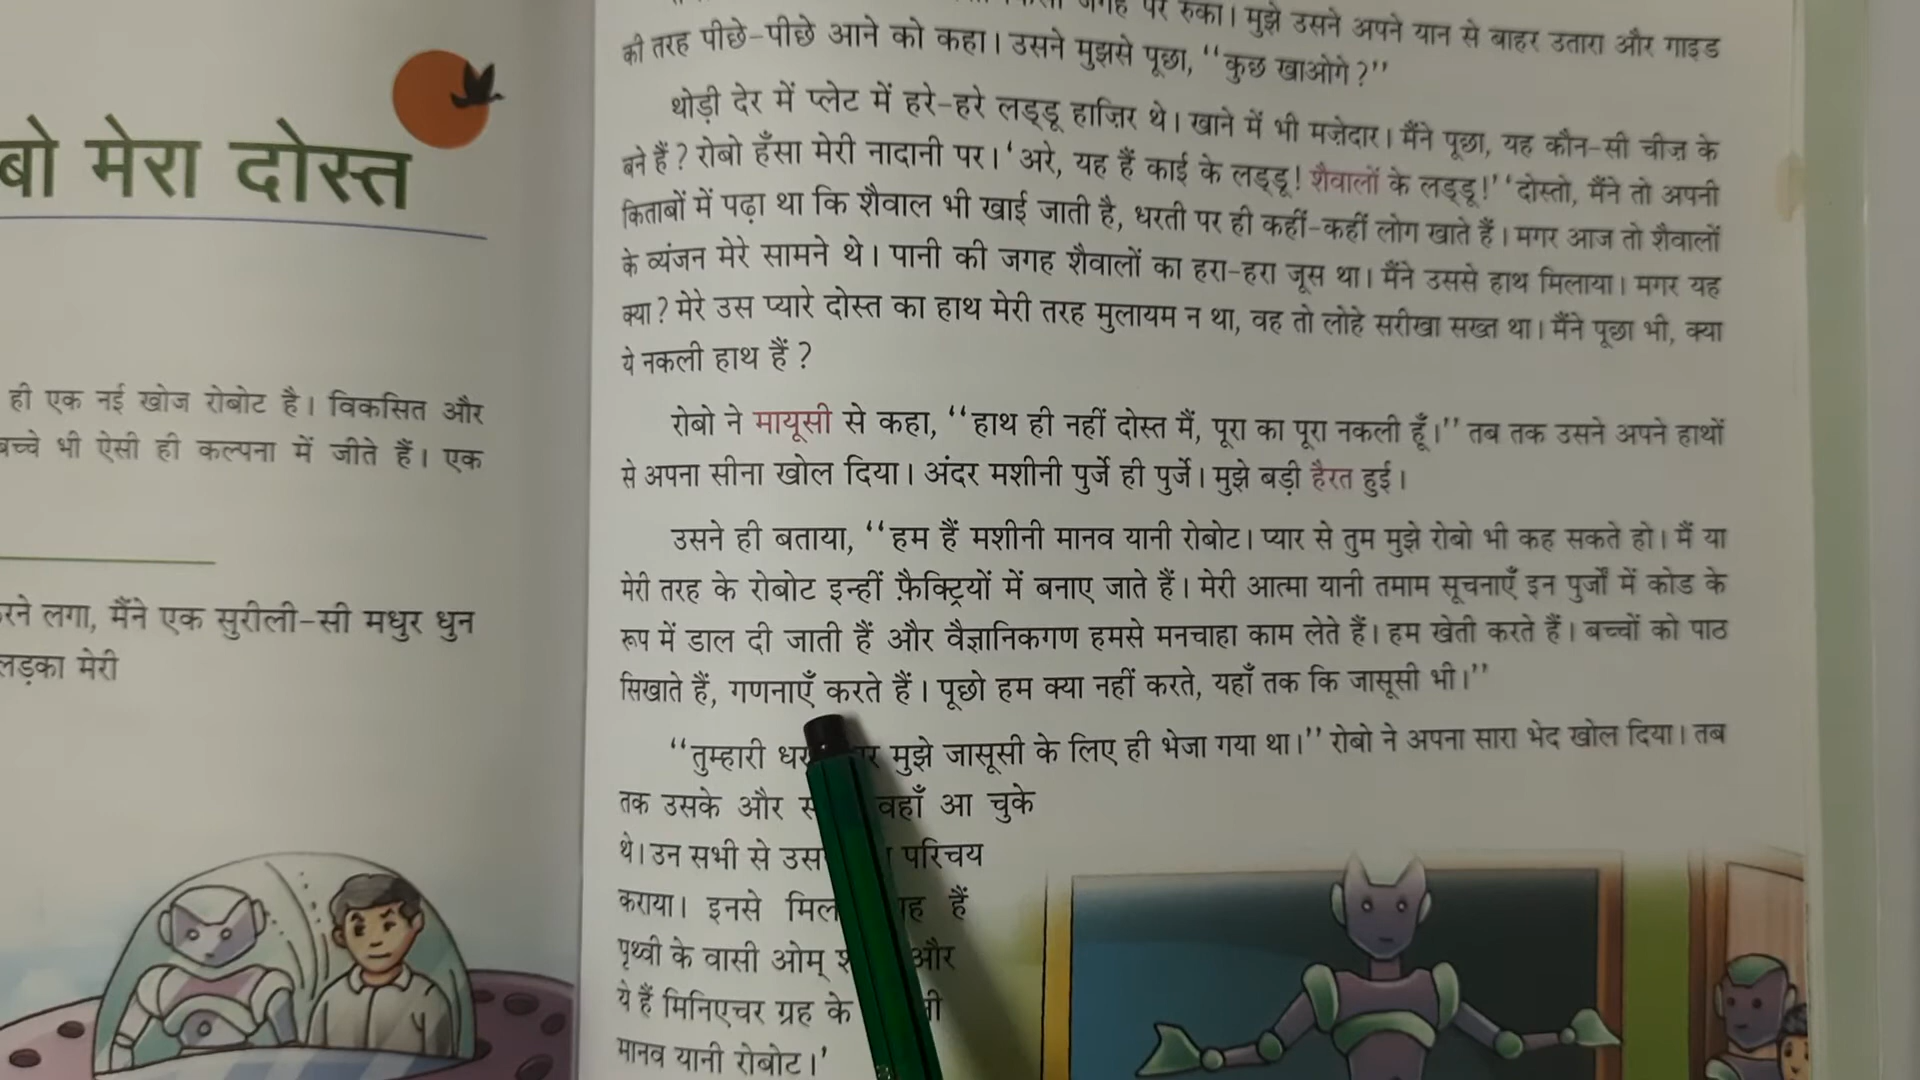 मेरा दोस्त
ही एक नई खोज रोबोट है। विकसित और
बच्चे भी ऐसी ही कल्पना में जीते हैं। एक
लगा, मैंने एक सुरीली-सी मधुर धुन
लड़का मेरी
जगह पर रुका। मुझे उसने अपने यान से बाहर उतारा और गाइड
की तरह पीछे-पीछे आने को कहा। उसने मुझसे पूछा, ‘‘कुछ खाओगे?’’
थोड़ी देर में प्लेट में हरे-हरे लड्डू हाज़िर थे। खाने में भी मज़ेदार। मैंने पूछा, यह कौन-सी चीज़ के
बने हैं? रोबो हँसा मेरी नादानी पर। ‘अरे, यह हैं काई के लड्डू! शैवालों के लड्डू!’ ‘दोस्तो, मैंने तो अपनी
किताबों में पढ़ा था कि शैवाल भी खाई जाती है, धरती पर ही कहीं-कहीं लोग खाते हैं। मगर आज तो शैवालों
के व्यंजन मेरे सामने थे। पानी की जगह शैवालों का हरा-हरा जूस था। मैंने उससे हाथ मिलाया। मगर यह
क्या? मेरे उस प्यारे दोस्त का हाथ मेरी तरह मुलायम न था, वह तो लोहे सरीखा सख्त था। मैंने पूछा भी, क्या
ये नकली हाथ हैं?
रोबो ने मायूसी से कहा, ‘‘हाथ ही नहीं दोस्त मैं, पूरा का पूरा नकली हूँ।’’ तब तक उसने अपने हाथों
से अपना सीना खोल दिया। अंदर मशीनी पुर्जे ही पुर्जे। मुझे बड़ी हैरत हुई।
उसने ही बताया, ‘‘हम हैं मशीनी मानव यानी रोबोट। प्यार से तुम मुझे रोबो भी कह सकते हो। मैं या
मेरी तरह के रोबोट इन्हीं फ़ैक्ट्रियों में बनाए जाते हैं। मेरी आत्मा यानी तमाम सूचनाएँ इन पुर्जों में कोड के
रूप में डाल दी जाती हैं और वैज्ञानिकगण हमसे मनचाहा काम लेते हैं। हम खेती करते हैं। बच्चों को पाठ
सिखाते हैं, गणनाएँ करते हैं। पूछो हम क्या नहीं करते, यहाँ तक कि जासूसी भी।’’
‘‘तुम्हारी मुझे जासूसी के लिए ही भेजा गया था।’’ रोबो ने अपना सारा भेद खोल दिया। तब
तक उसके और वहाँ आ चुके
थे। उन सभी से परिचय
कराया। इनसे हैं
पृथ्वी के वासी ओम् और
ये हैं मिनिएचर ग्रह के
मानव यानी रोबोट।’